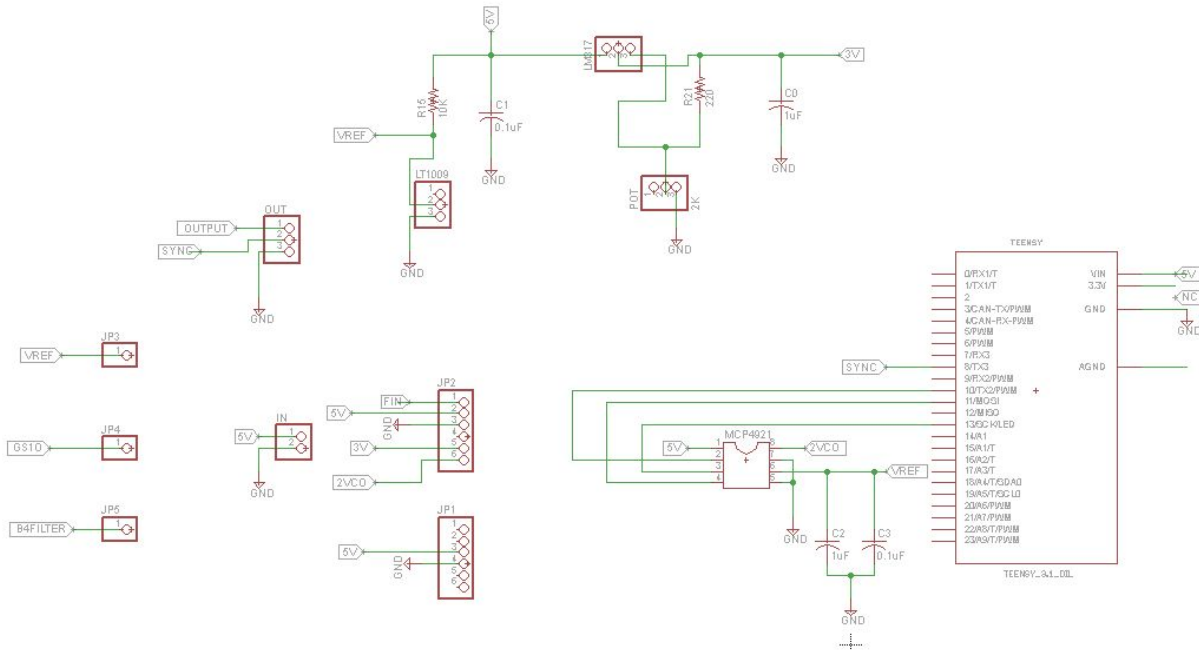 5V
LM317
1 2 3
3V
R15
10K
C1
0.1uF
GND
R21
220
C0
1uF
GND
VREF
LT1009
1
2
3
GND
POT
1 2 3
2K
GND
OUT
OUTPUT
1
SYNC
2
3
GND
JP3
VREF
1
JP4
GS10
1
JP5
B4FILTER
1
IN
5V
1
2
GND
JP2
FIN
1
5V
2
GND
3
4
3V
5
2VCO
6
JP1
1
2
5V
3
GND
4
5
6
MCP4921
5V
1
8
2VCO
2
7
3
6
VREF
4
5
GND
C2
1uF
C3
0.1uF
GND
TEENSY
0/RX1/T
VIN
5V
1/TX1/T
3.3V
2
NC
3/CAN-TX/PWM
GND
4/CAN-RX-PWM
GND
5/PWM
6/PWM
7/RX3
SYNC
8/TX3
AGND
9/RX2/PWM
10/TX2/PWM
11/MOSI
12/MISO
13/SCK/LED
14/A1
15/A1/T
16/A2/T
17/A3/T
18/A4/T/SDA0
19/A5/T/SCL0
20/A6/PWM
21/A7/PWM
22/A8/T/PWM
23/A9/T/PWM
TEENSY_3.1_DIL